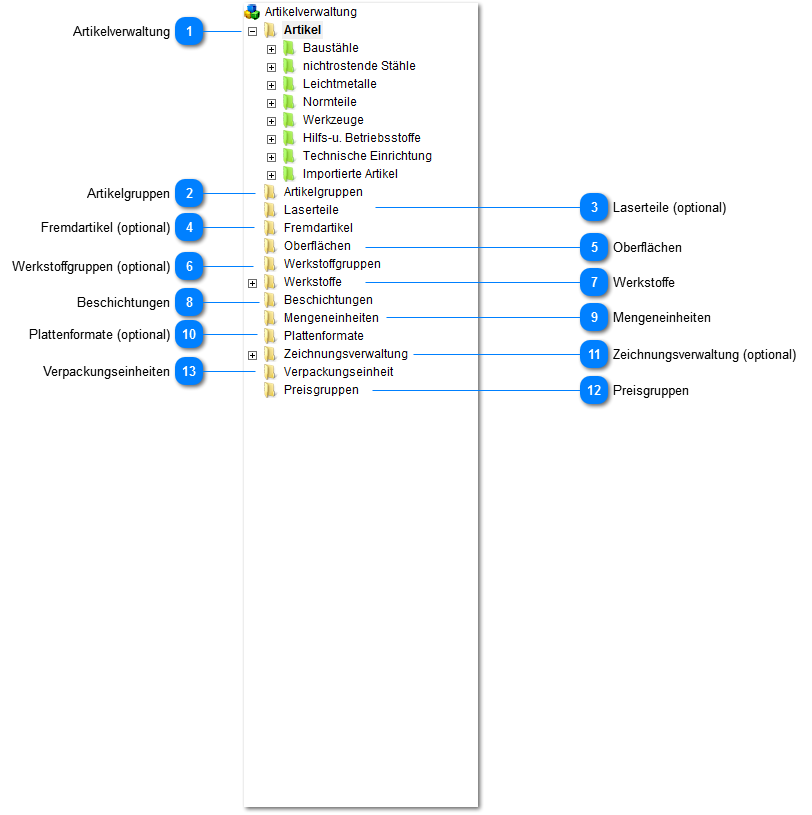 Artikelverwaltung
Artikelverwaltung 1
Artikel
Baustähle
nichtrostende Stähle
Leichtmetalle
Normteile
Werkzeuge
Hilfs-u. Betriebsstoffe
Technische Einrichtung
Importierte Artikel
Artikelgruppen 2
Artikelgruppen
Laserteile
3 Laserteile (optional)
Fremdartikel (optional) 4
Fremdartikel
Oberflächen
5 Oberflächen
Werkstoffgruppen (optional) 6
Werkstoffgruppen
Werkstoffe
7 Werkstoffe
Beschichtungen 8
Beschichtungen
Mengeneinheiten
9 Mengeneinheiten
Plattenformate (optional) 10
Plattenformate
Zeichnungsverwaltung
11 Zeichnungsverwaltung (optional)
Verpackungseinheiten 13
Verpackungseinheit
Preisgruppen
12 Preisgruppen